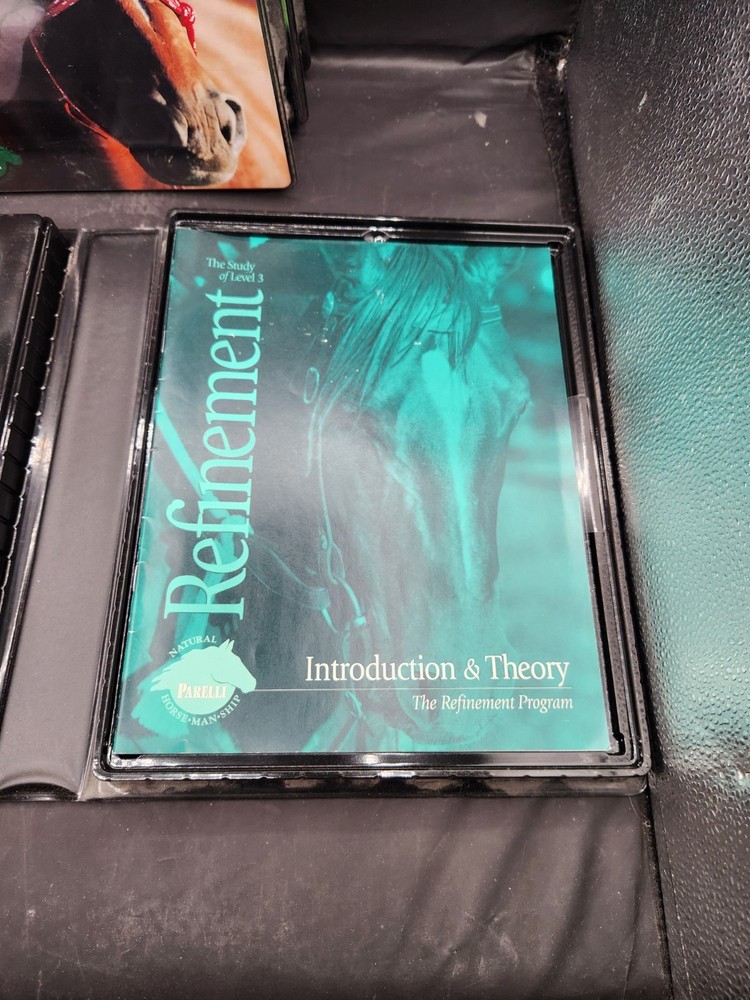 The Study
of Level 3
Refinement
NATURAL
PARELLI
HORSE•MAN•SHIP
Introduction & Theory
The Refinement Program